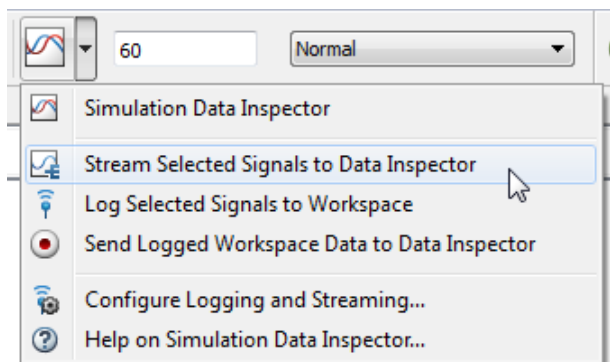 60 Normal
Simulation Data Inspector
Stream Selected Signals to Data Inspector
Log Selected Signals to Workspace
Send Logged Workspace Data to Data Inspector
Configure Logging and Streaming...
Help on Simulation Data Inspector...